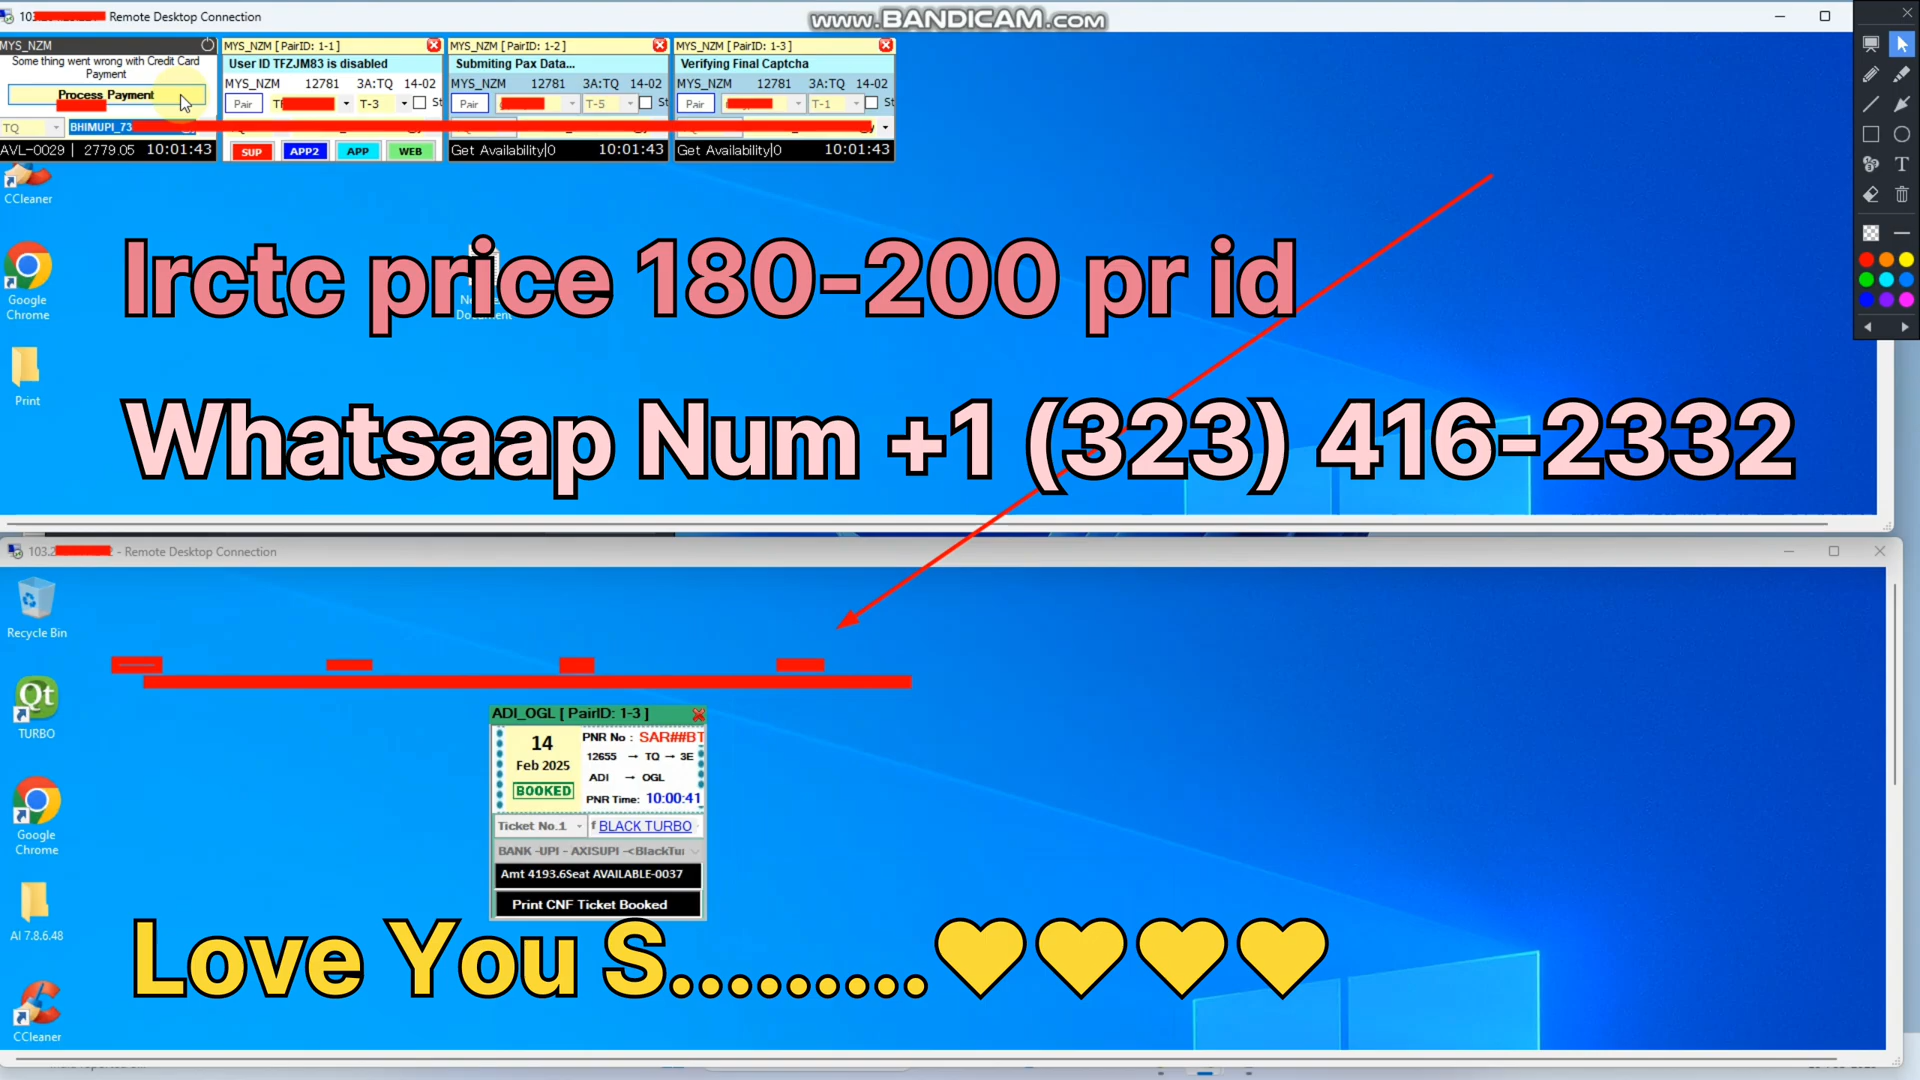 Remote Desktop Connection
www.BANDICAM.com
MYS_NZM
Some thing went wrong with Credit Card
Payment
Process Payment
TQ
BHIMUPI_73
AVL-0029 | 2779.05 10:01:43
MYS_NZM [ PairID: 1-1 ]
User ID TFZJM83 is disabled
MYS_NZM 12781 3A:TQ 14-02
Pair T-3 St
SUP APP2 APP WEB
MYS_NZM [ PairID: 1-2 ]
Submiting Pax Data...
MYS_NZM 12781 3A:TQ 14-02
Pair T-5 St
Get Availability|0 10:01:43
MYS_NZM [ PairID: 1-3 ]
Verifying Final Captcha
MYS_NZM 12781 3A:TQ 14-02
Pair T-1 St
Get Availability|0 10:01:43
CCleaner
Google
Chrome
Print
Irctc price 180-200 pr id
Whatsaap Num +1 (323) 416-2332
- Remote Desktop Connection
Recycle Bin
TURBO
Google
Chrome
AI 7.8.6.48
CCleaner
ADI_OGL [ PairID: 1-3 ]
14
Feb 2025
BOOKED
PNR No : SAR##BT
12655 → TQ → 3E
ADI → OGL
PNR Time: 10:00:41
Ticket No.1 f BLACK TURBO
BANK -UPI - AXISUPI -<BlackTu
Amt 4193.6Seat AVAILABLE-0037
Print CNF Ticket Booked
Love You S.........💛💛💛💛